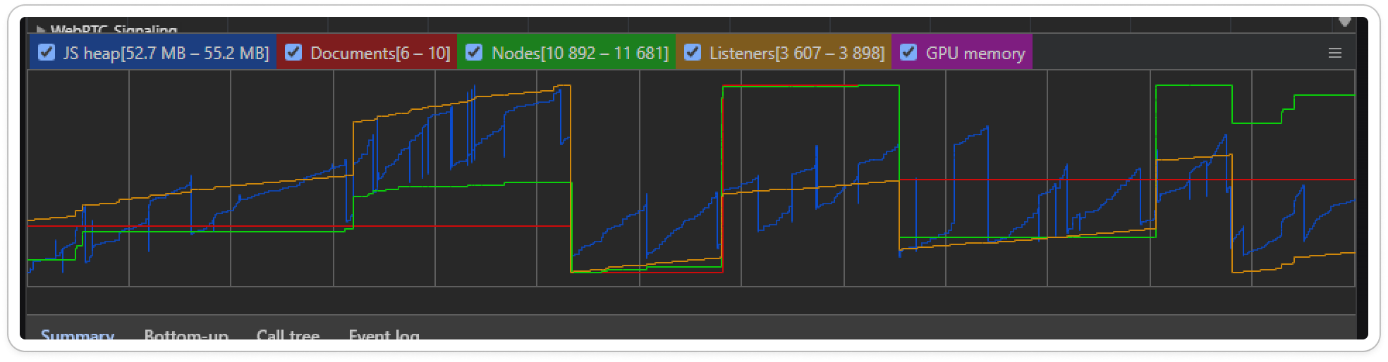 WebRTC Signaling
JS heap[52.7 MB – 55.2 MB] Documents[6 – 10] Nodes[10 892 – 11 681] Listeners[3 607 – 3 898] GPU memory
Summary Bottom-up Call tree Event log